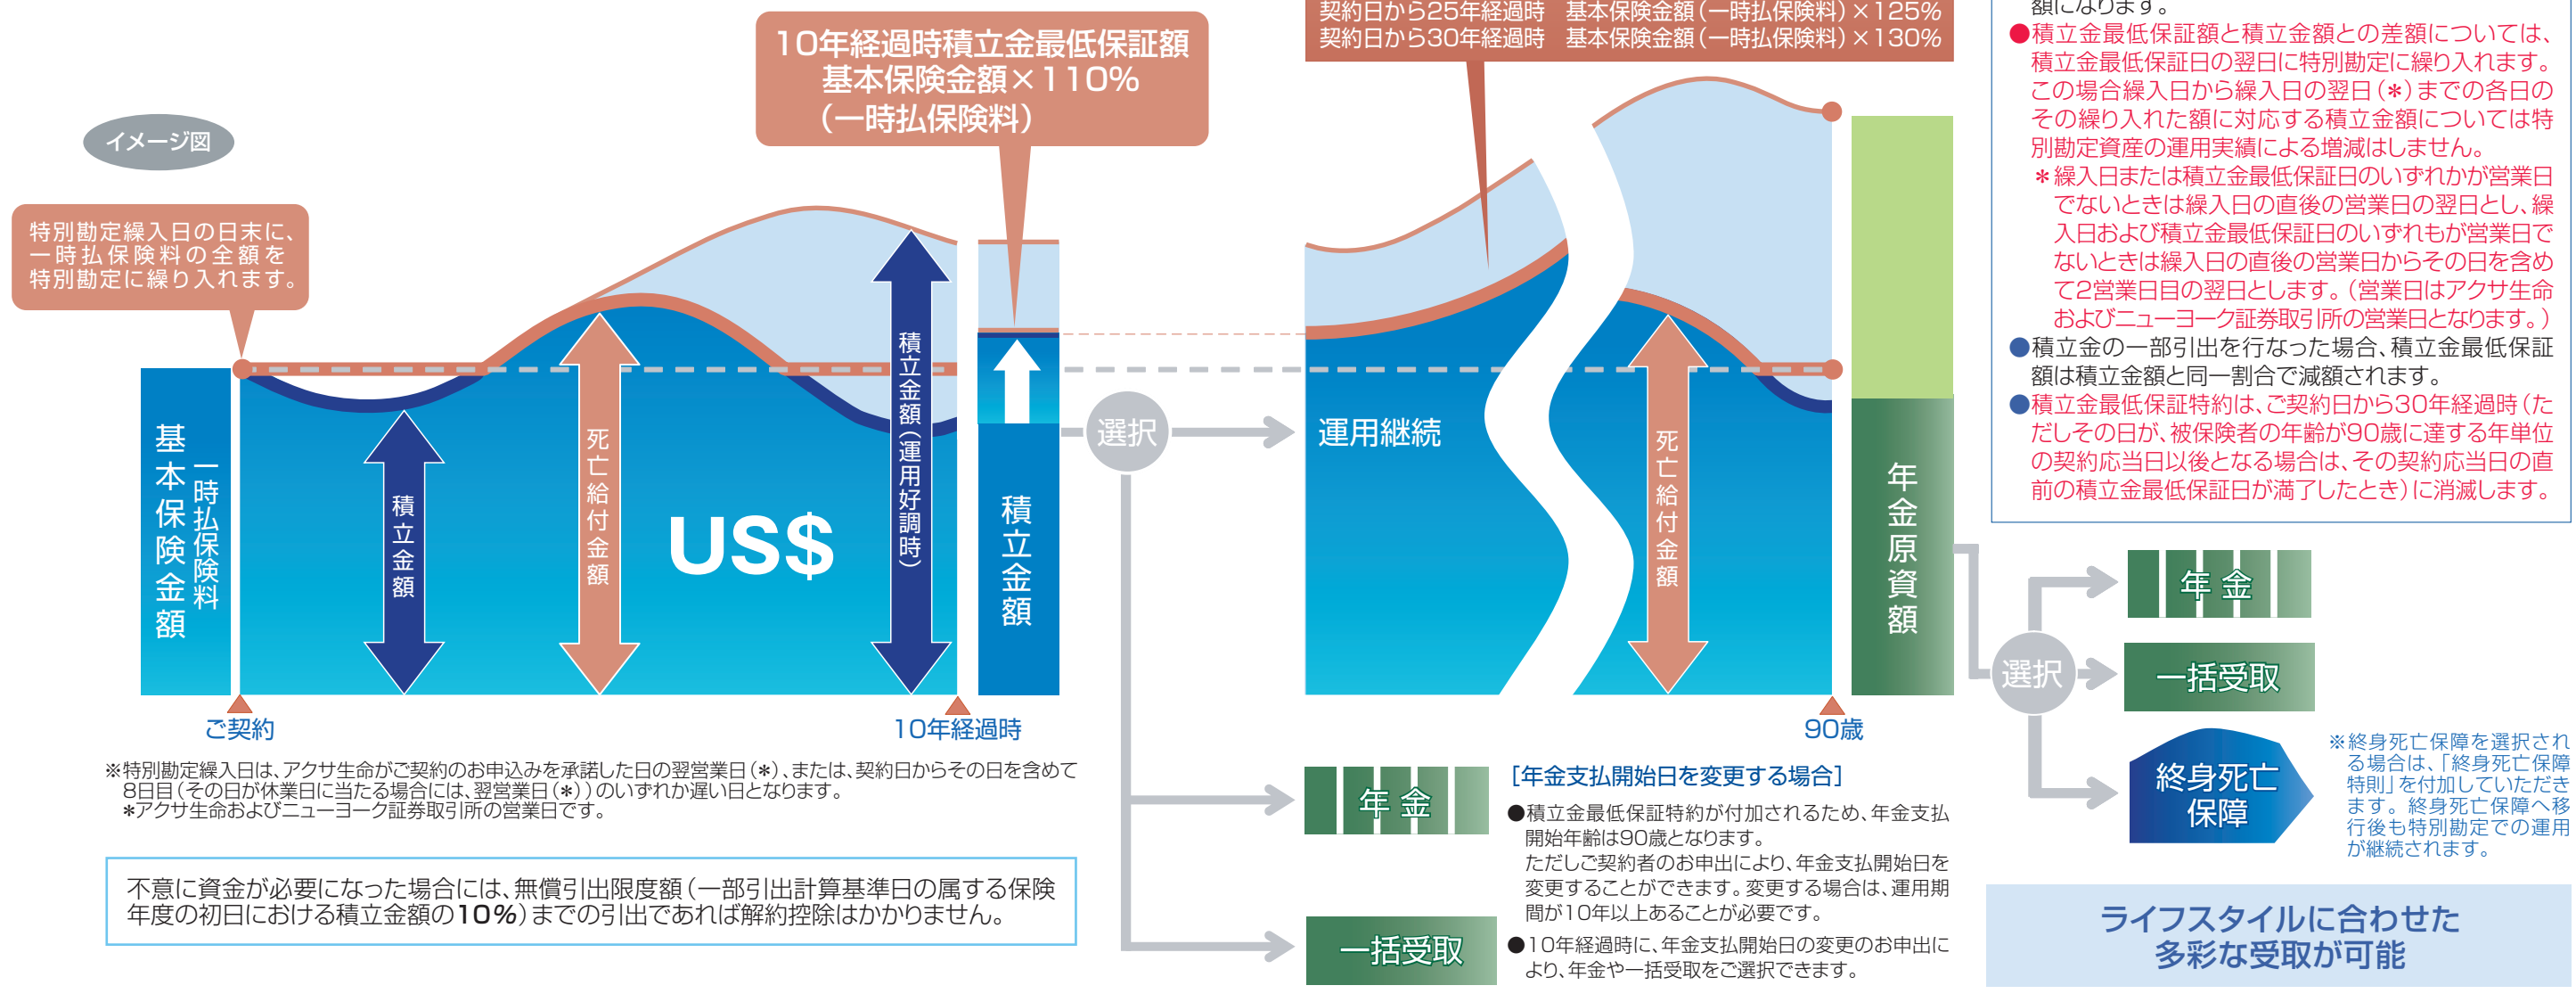 契約日から25年経過時　基本保険金額（一時払保険料）×125%
契約日から30年経過時　基本保険金額（一時払保険料）×130%
10年経過時積立金最低保証額
基本保険金額×110%
（一時払保険料）
イメージ図
特別勘定繰入日の日末に、
一時払保険料の全額を
特別勘定に繰り入れます。
基本保険金額
一時払保険料
積立金額
死亡給付金額
US$
積立金額（運用好調時）
積立金額
選択
運用継続
死亡給付金額
年金原資額
ご契約
10年経過時
90歳
※特別勘定繰入日は、アクサ生命がご契約のお申込みを承諾した日の翌営業日（＊）、または、契約日からその日を含めて
8日目（その日が休業日に当たる場合には、翌営業日（＊））のいずれか遅い日となります。
＊アクサ生命およびニューヨーク証券取引所の営業日です。
不意に資金が必要になった場合には、無償引出限度額（一部引出計算基準日の属する保険
年度の初日における積立金額の10%）までの引出であれば解約控除はかかりません。
年金
一括受取
［年金支払開始日を変更する場合］
●積立金最低保証特約が付加されるため、年金支払
開始年齢は90歳となります。
ただしご契約者のお申出により、年金支払開始日を
変更することができます。変更する場合は、運用期
間が10年以上あることが必要です。
●10年経過時に、年金支払開始日の変更のお申出に
より、年金や一括受取をご選択できます。
額になります。
●積立金最低保証額と積立金額との差額については、
積立金最低保証日の翌日に特別勘定に繰り入れます。
この場合繰入日から繰入日の翌日（＊）までの各日の
その繰り入れた額に対応する積立金額については特
別勘定資産の運用実績による増減はしません。
＊繰入日または積立金最低保証日のいずれかが営業日
でないときは繰入日の直後の営業日の翌日とし、繰
入日および積立金最低保証日のいずれもが営業日で
ないときは繰入日の直後の営業日からその日を含め
て2営業日目の翌日とします。（営業日はアクサ生命
およびニューヨーク証券取引所の営業日となります。）
●積立金の一部引出を行なった場合、積立金最低保証
額は積立金額と同一割合で減額されます。
●積立金最低保証特約は、ご契約日から30年経過時（た
だしその日が、被保険者の年齢が90歳に達する年単位
の契約応当日以後となる場合は、その契約応当日の直
前の積立金最低保証日が満了したとき）に消滅します。
選択
年金
一括受取
終身死亡
保障
※終身死亡保障を選択され
る場合は、「終身死亡保障
特則」を付加していただき
ます。終身死亡保障へ移
行後も特別勘定での運用
が継続されます。
ライフスタイルに合わせた
多彩な受取が可能